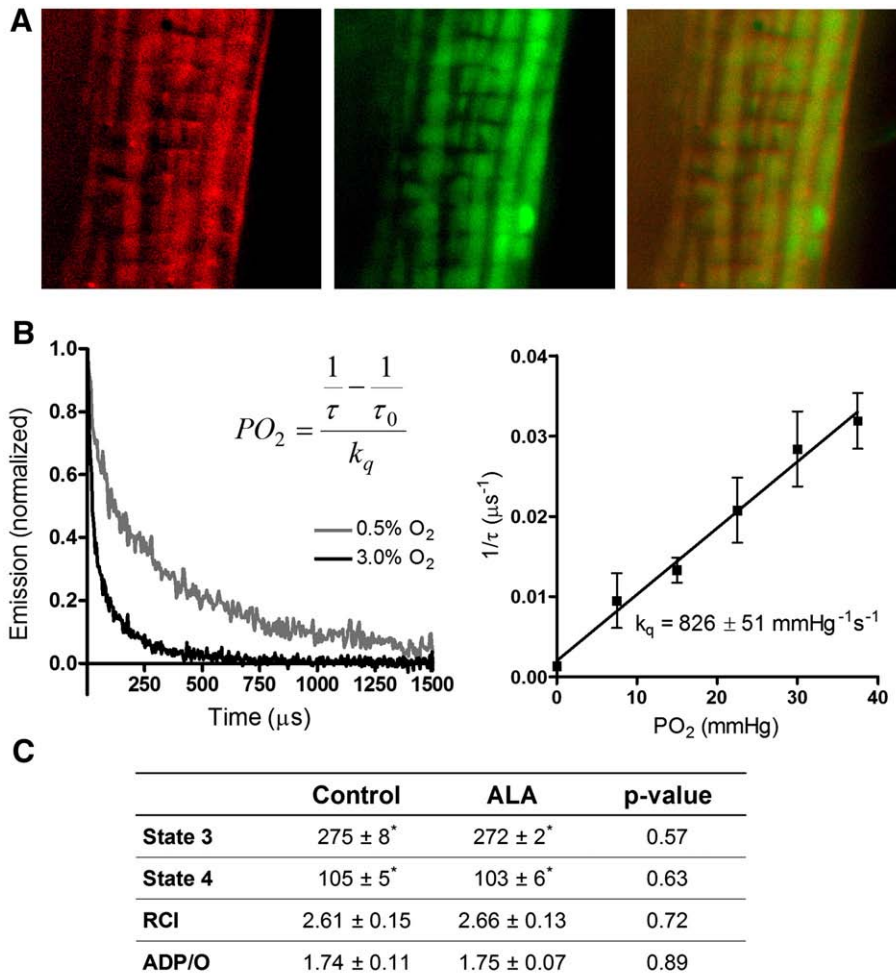 A
B
1.0
0.8
0.6
0.4
0.2
0.0
Emission (normalized)
250
500
750
1000
1250
1500
Time (μs)
PO₂ = (1/τ − 1/τ₀) / k_q
0.5% O₂
3.0% O₂
0.04
0.03
0.02
0.01
0.00
1/τ (μs⁻¹)
k_q = 826 ± 51 mmHg⁻¹s⁻¹
0
10
20
30
40
PO₂ (mmHg)
C
Control ALA p-value
State 3 275 ± 8* 272 ± 2* 0.57
State 4 105 ± 5* 103 ± 6* 0.63
RCI 2.61 ± 0.15 2.66 ± 0.13 0.72
ADP/O 1.74 ± 0.11 1.75 ± 0.07 0.89